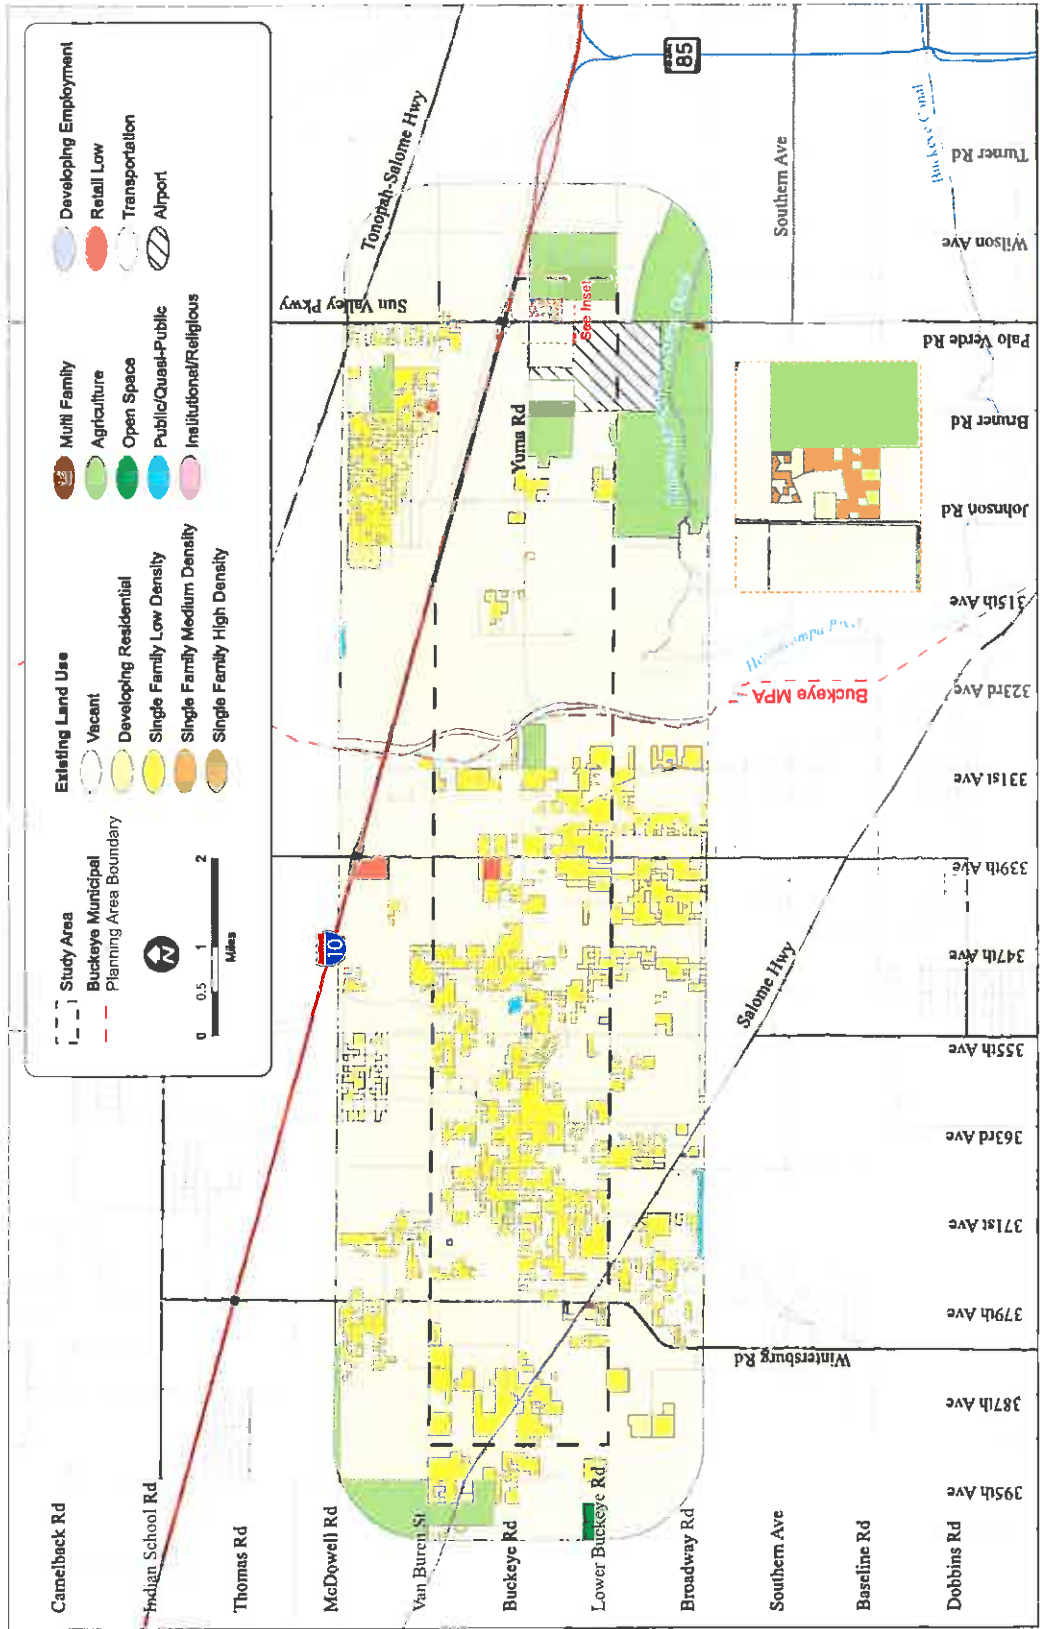 Existing Land Use
Study Area
Buckeye Municipal
Planning Area Boundary
N
0 0.5 1 2
Miles
Vacant
Developing Residential
Single Family Low Density
Single Family Medium Density
Single Family High Density
Multi Family
Agriculture
Open Space
Public/Quasi-Public
Institutional/Religious
Developing Employment
Retail Low
Transportation
Airport
Camelback Rd
Indian School Rd
Thomas Rd
McDowell Rd
Van Buren St
Buckeye Rd
Lower Buckeye Rd
Broadway Rd
Southern Ave
Baseline Rd
Dobbins Rd
395th Ave
387th Ave
379th Ave
371st Ave
363rd Ave
355th Ave
347th Ave
339th Ave
331st Ave
323rd Ave
315th Ave
Johnson Rd
Bruner Rd
Palo Verde Rd
Wilson Ave
Turner Rd
Wintersburg Rd
Salome Hwy
10
Buckeye MPA
Yuma Rd
See Inset
Sun Valley Pkwy
Tonopah-Salome Hwy
85
Southern Ave
Buckeye Canal